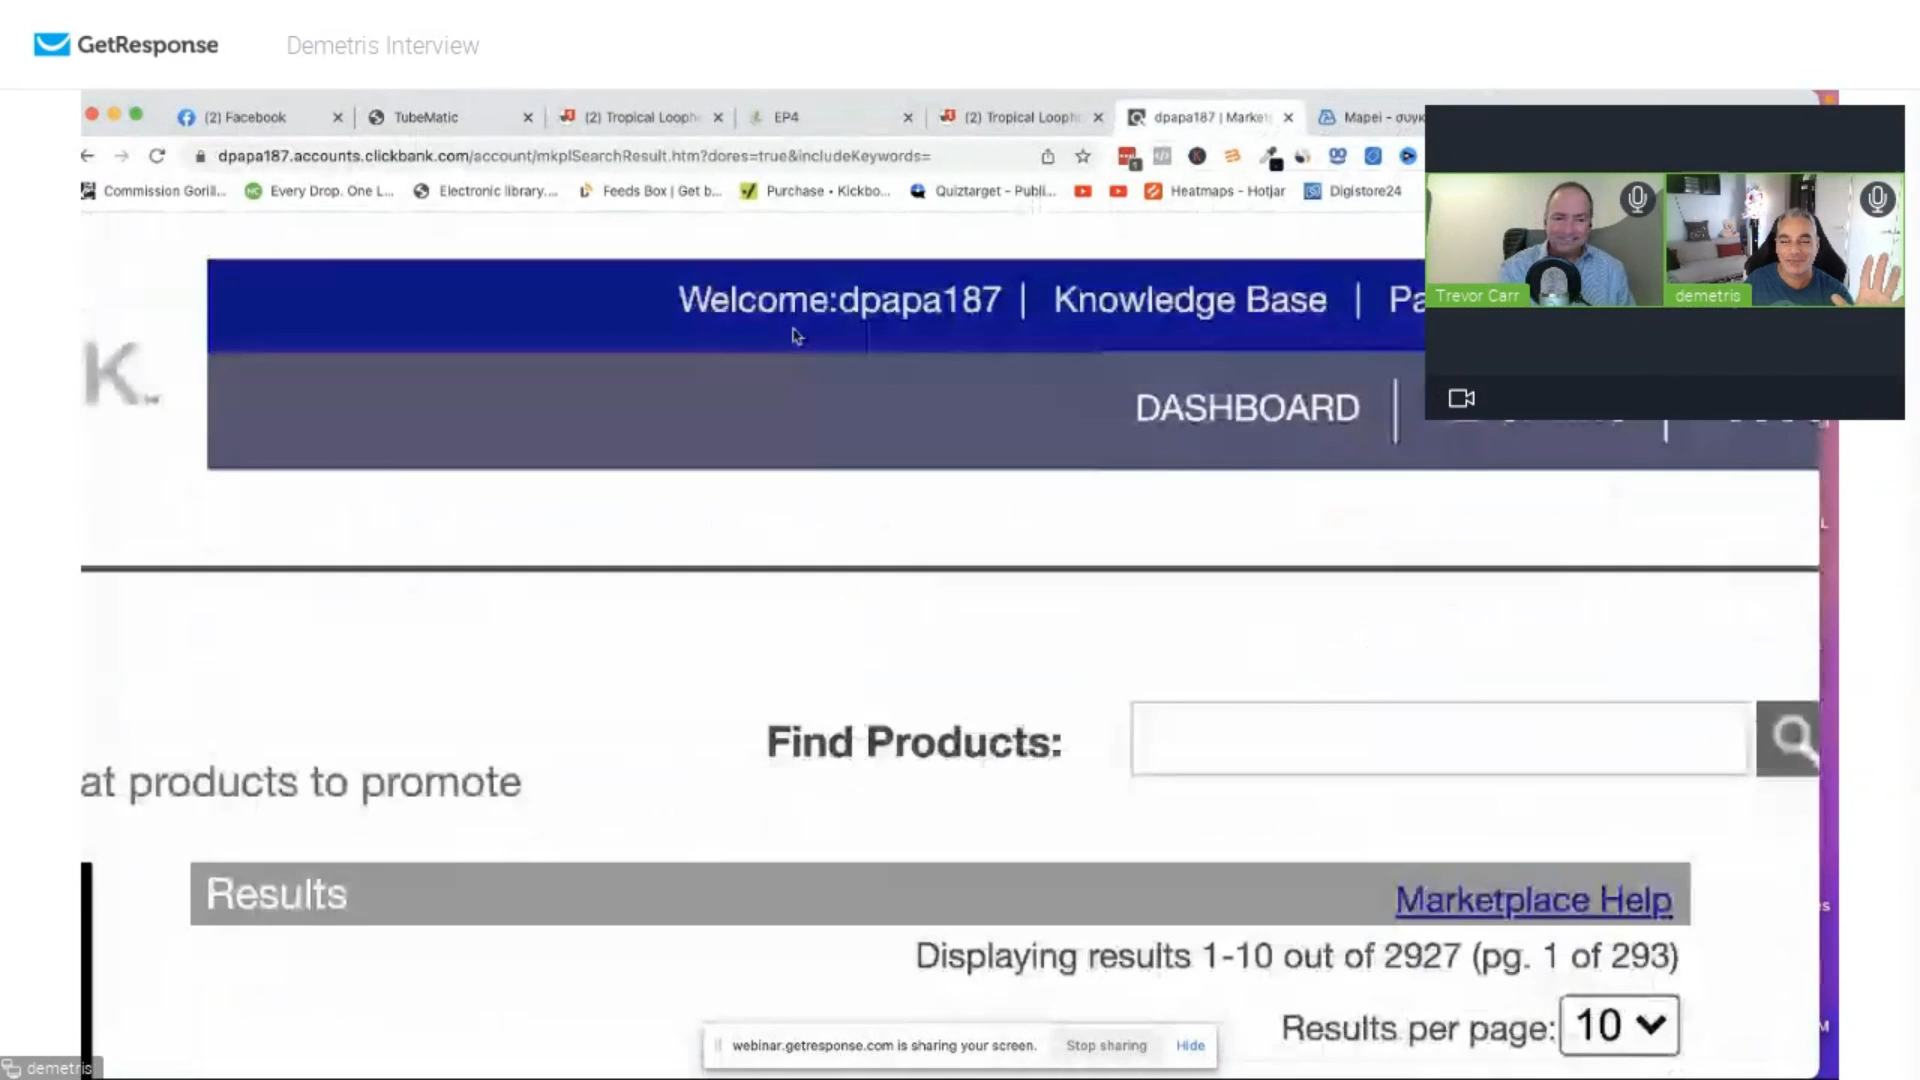 GetResponse
Demetris Interview
(2) Facebook
TubeMatic
(2) Tropical Looph
EP4
(2) Tropical Looph
dpapa187 | Market
Mapei - συγκ
dpapa187.accounts.clickbank.com/account/mkplSearchResult.htm?dores=true&includeKeywords=
Commission Gorill...
Every Drop. One L...
Electronic library....
Feeds Box | Get b...
Purchase • Kickbo...
Quiztarget - Publi...
Heatmaps - Hotjar
Digistore24
Trevor Carr
demetris
Welcome:dpapa187 | Knowledge Base | Pa
K.
DASHBOARD
Find Products:
at products to promote
Results
Marketplace Help
Displaying results 1-10 out of 2927 (pg. 1 of 293)
Results per page: 10
webinar.getresponse.com is sharing your screen.
Stop sharing
Hide
demetris